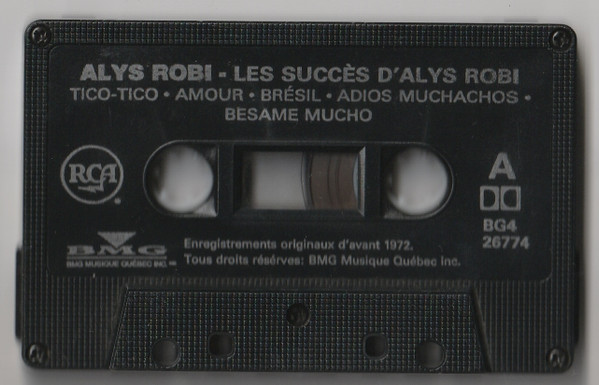 ALYS ROBI - LES SUCCÈS D'ALYS ROBI
TICO-TICO • AMOUR • BRÉSIL • ADIOS MUCHACHOS •
BESAME MUCHO
RCA
A
BG4
26774
BMG
BMG MUSIQUE QUÉBEC INC.
Enregistrements originaux d'avant 1972.
Tous droits résérves: BMG Musique Québec inc.